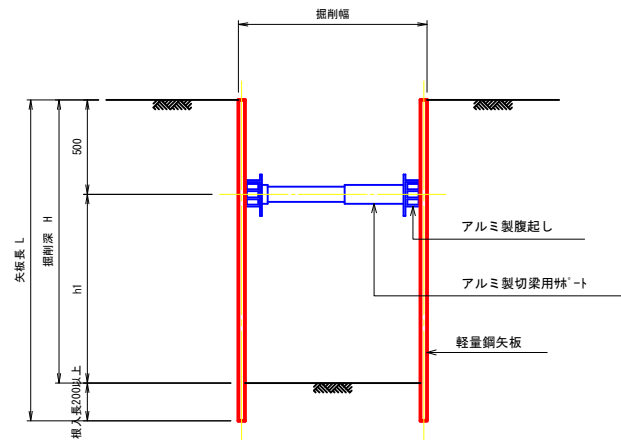 掘削幅
500
矢板長 L
掘削深 H
h1
根入長200以上
アルミ製腹起し
アルミ製切梁用ｻﾎﾟｰﾄ
軽量鋼矢板